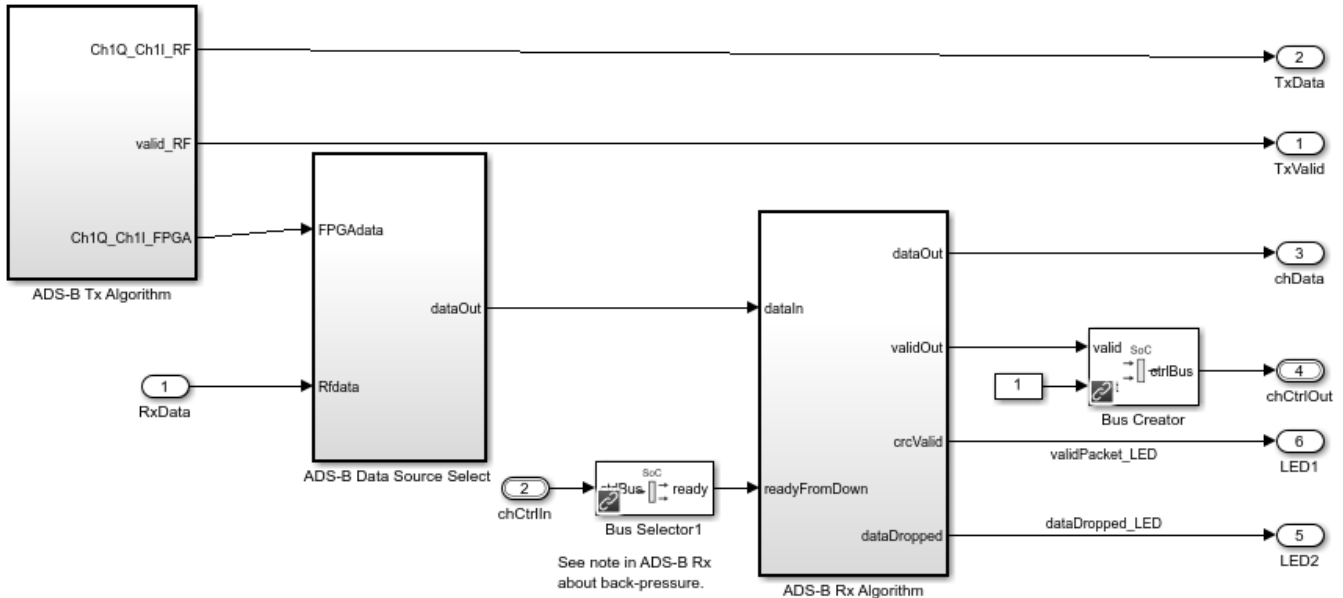 Ch1Q_Ch1I_RF
2
TxData
valid_RF
1
TxValid
Ch1Q_Ch1I_FPGA
ADS-B Tx Algorithm
FPGAdata
dataOut
Rfdata
ADS-B Data Source Select
1
RxData
2
chCtrlIn
SoC
ready
Bus Selector1
See note in ADS-B Rx
about back-pressure.
dataIn
readyFromDown
dataOut
validOut
crcValid
dataDropped
ADS-B Rx Algorithm
3
chData
1
valid
SoC
ctrlBus
Bus Creator
4
chCtrlOut
validPacket_LED
6
LED1
dataDropped_LED
5
LED2